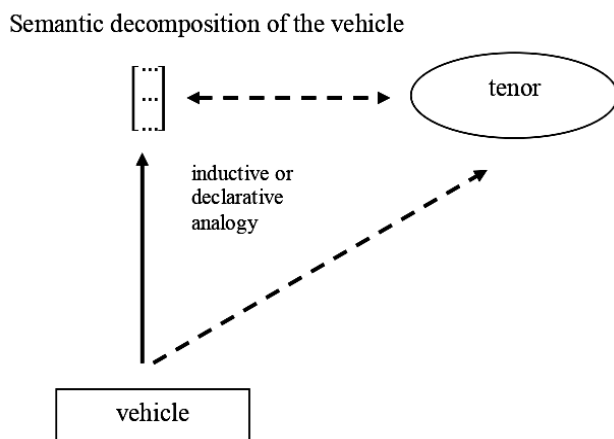 Semantic decomposition of the vehicle
...
...
...
tenor
inductive or
declarative
analogy
vehicle